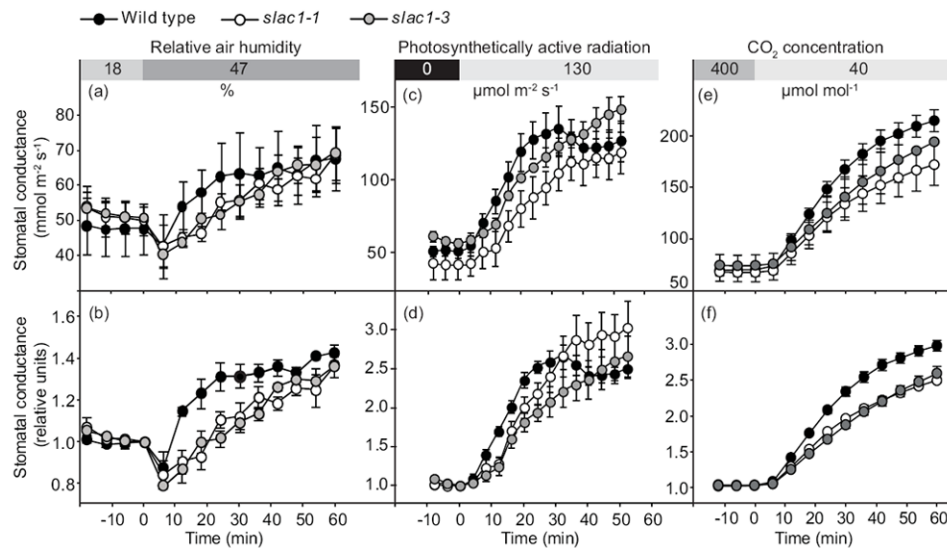 Wild type slac1-1 slac1-3
Relative air humidity Photosynthetically active radiation CO₂ concentration
18 47 0 130 400 40
% µmol m⁻² s⁻¹ µmol mol⁻¹
(a) (c) (e)
Stomatal conductance
(mmol m⁻² s⁻¹)
80
70
60
50
40
150
100
50
200
150
100
50
(b) (d) (f)
Stomatal conductance
(relative units)
1.4
1.2
1.0
0.8
3.0
2.5
2.0
1.5
1.0
3.0
2.5
2.0
1.5
1.0
-10 0 10 20 30 40 50 60 -10 0 10 20 30 40 50 60 -10 0 10 20 30 40 50 60
Time (min) Time (min) Time (min)